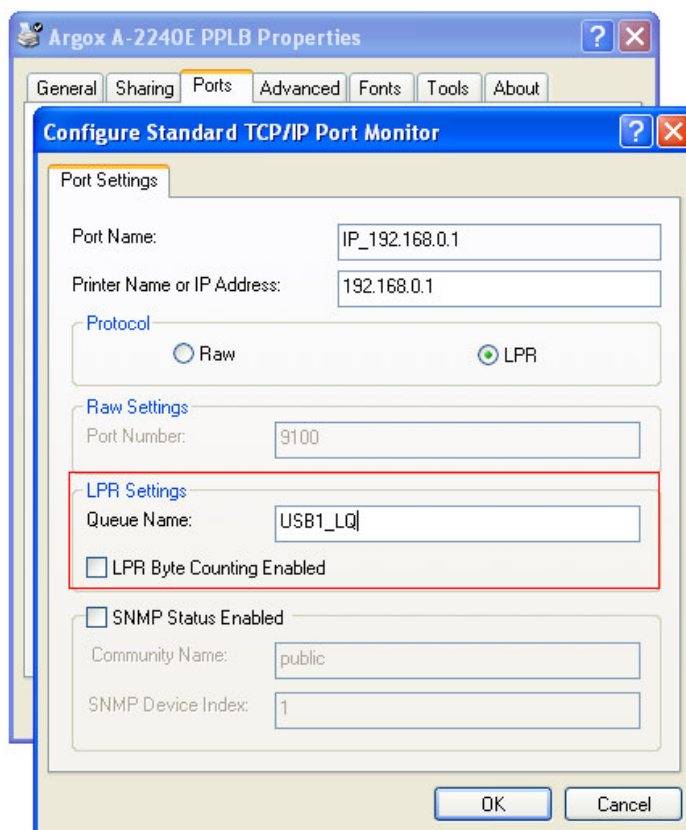 Argox A-2240E PPLB Properties
General Sharing Ports Advanced Fonts Tools About
Configure Standard TCP/IP Port Monitor
Port Settings
Port Name: IP_192.168.0.1
Printer Name or IP Address: 192.168.0.1
Protocol
Raw LPR
Raw Settings
Port Number: 9100
LPR Settings
Queue Name: USB1_LQ
LPR Byte Counting Enabled
SNMP Status Enabled
Community Name: public
SNMP Device Index: 1
OK Cancel